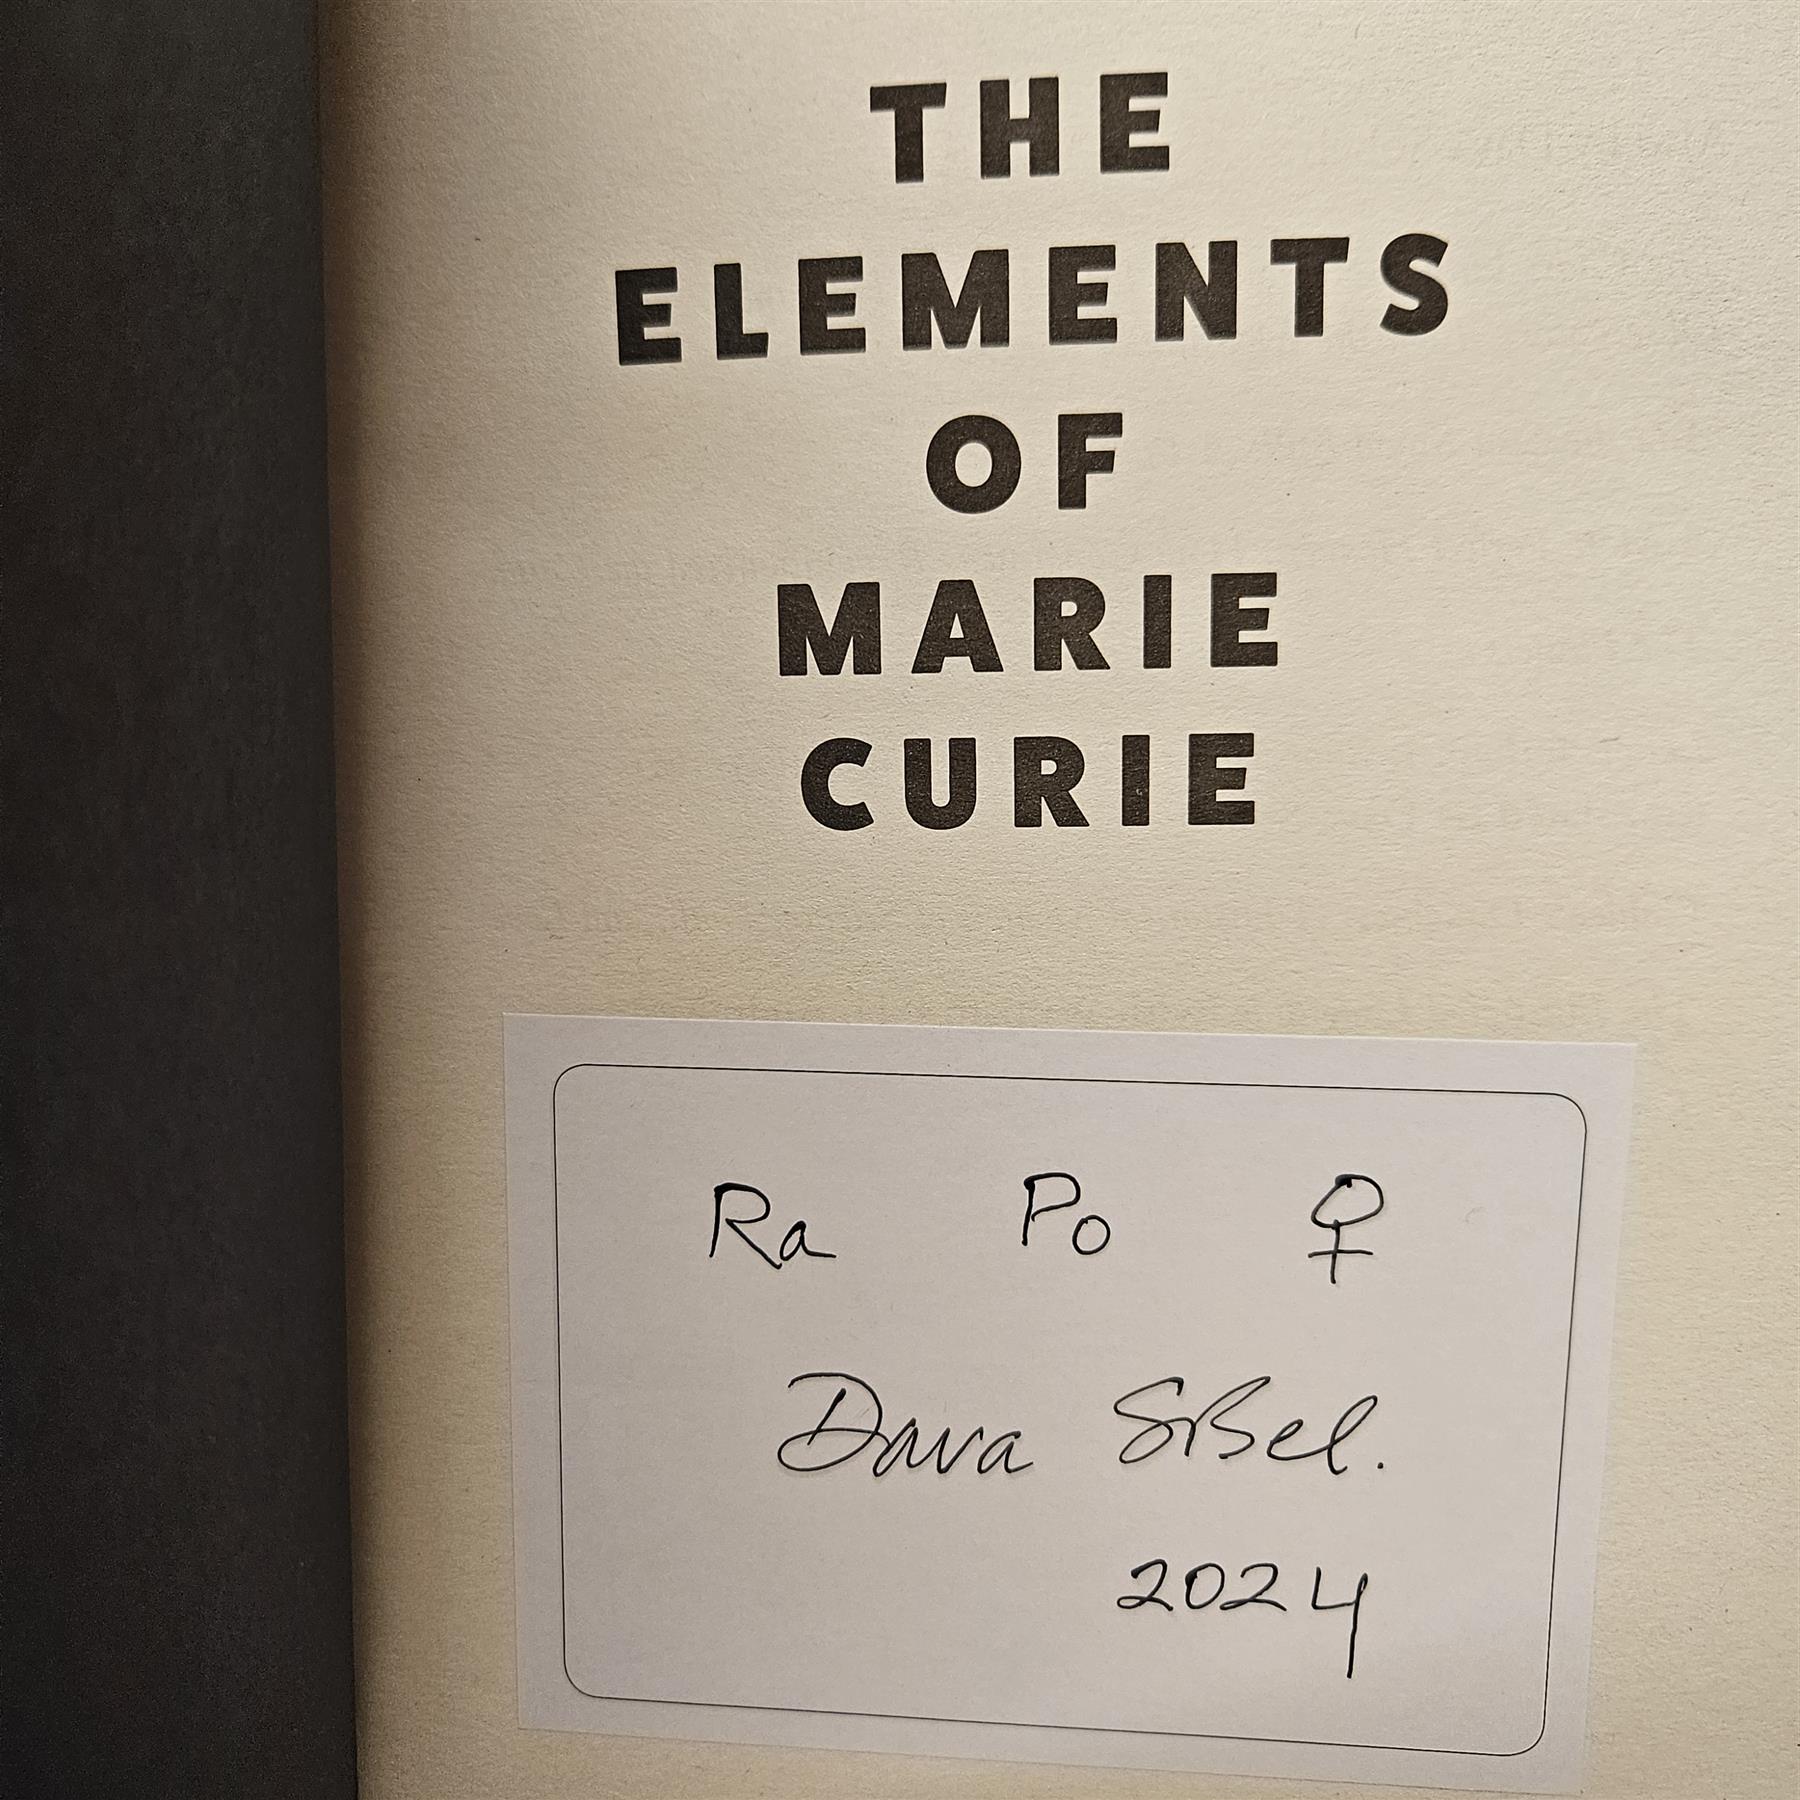 THE
ELEMENTS
OF
MARIE
CURIE
Ra Po ♀
Dava Sobel.
2024